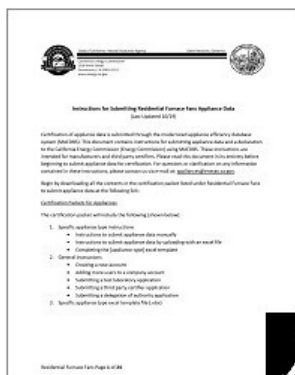 Instructions for Submitting Residential Furnace Fans Appliance Data
Certification of appliance data is submitted through the modernized appliance efficiency database
system (MAEDbS). This document contains instructions for submitting appliance data and a declaration
to the California Energy Commission (Energy Commission) using MAEDbS. These instructions are
intended for manufacturers and third party certifiers. Please read this document in its entirety before
beginning to submit appliance data for certification. For questions or clarification on any information
contained in these instructions, please contact us via e-mail at:
Begin by downloading all the contents in the certification packet listed under Residential Furnace Fans
to submit appliance data at the following link:
Certification Packets for Appliances
The certification packet will include the following (shown below):
1. Specific appliance type instructions
• Instructions to submit appliance data manually
• Instructions to submit appliance data by uploading with an excel file
• Completing the (appliance type) excel template
2. General instructions
• Creating a new account
• Adding more users to a company account
• Submitting a test laboratory application
• Submitting a third party certifier application
• Submitting a delegation of authority application
3. Specific appliance type excel template file (.xlsx)
Residential Furnace Fans Page 1 of